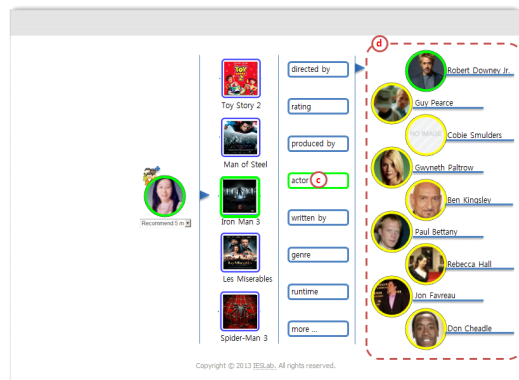 d
Robert Downey Jr.
Guy Pearce
NO IMAGE
Cobie Smulders
Gwyneth Paltrow
Ben Kingsley
Paul Bettany
Rebecca Hall
Jon Favreau
Don Cheadle
directed by
rating
produced by
actor
c
written by
genre
runtime
more ...
Toy Story 2
Man of Steel
Iron Man 3
Les Miserables
Spider-Man 3
Recommend 5 m
Copyright © 2013 IESLab. All rights reserved.